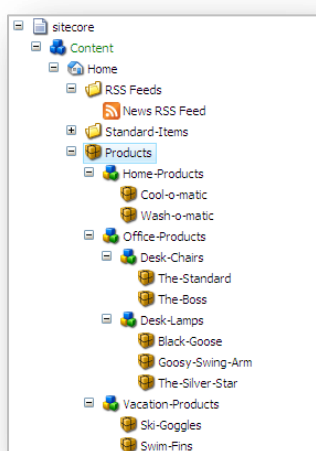 sitecore
Content
Home
RSS Feeds
News RSS Feed
Standard-Items
Products
Home-Products
Cool-o-matic
Wash-o-matic
Office-Products
Desk-Chairs
The-Standard
The-Boss
Desk-Lamps
Black-Goose
Goosy-Swing-Arm
The-Silver-Star
Vacation-Products
Ski-Goggles
Swim-Fins